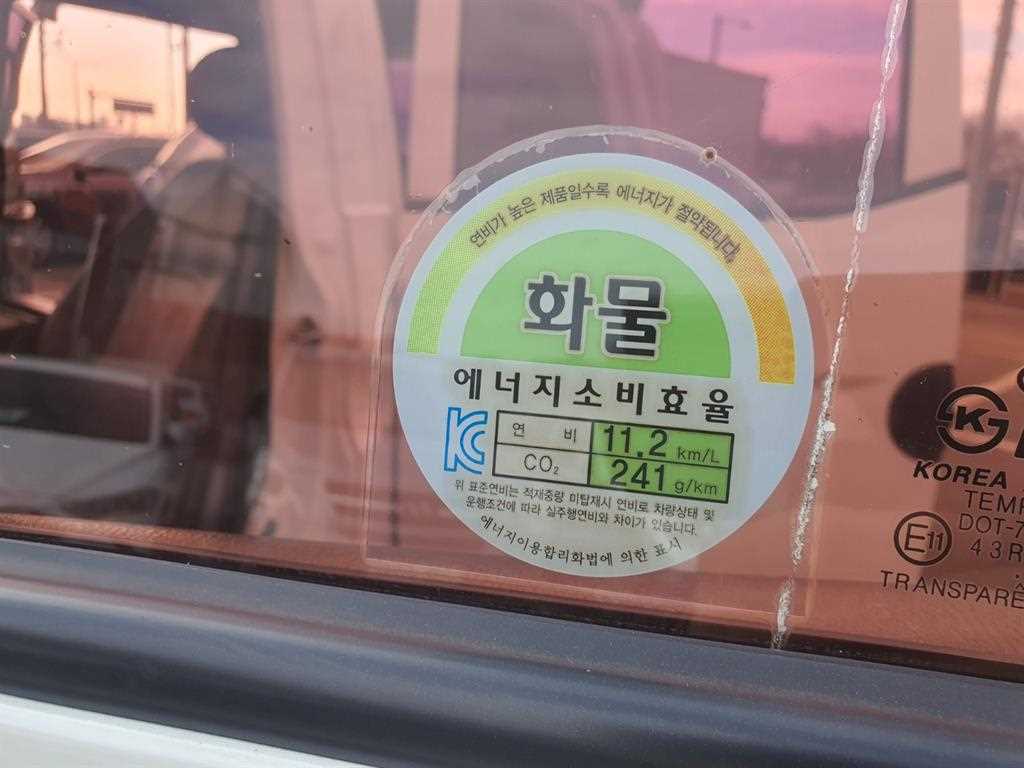 연비가 높은 제품일수록 에너지가 절약됩니다.
화물
에너지소비효율
KC
연 비 11.2 km/L
CO₂ 241 g/km
위 표준연비는 적재중량 미탑재시 연비로 차량상태 및
운행조건에 따라 실주행연비와 차이가 있습니다.
에너지이용합리화법에 의한 표시
KG
KOREA
E11
DOT-7
43R